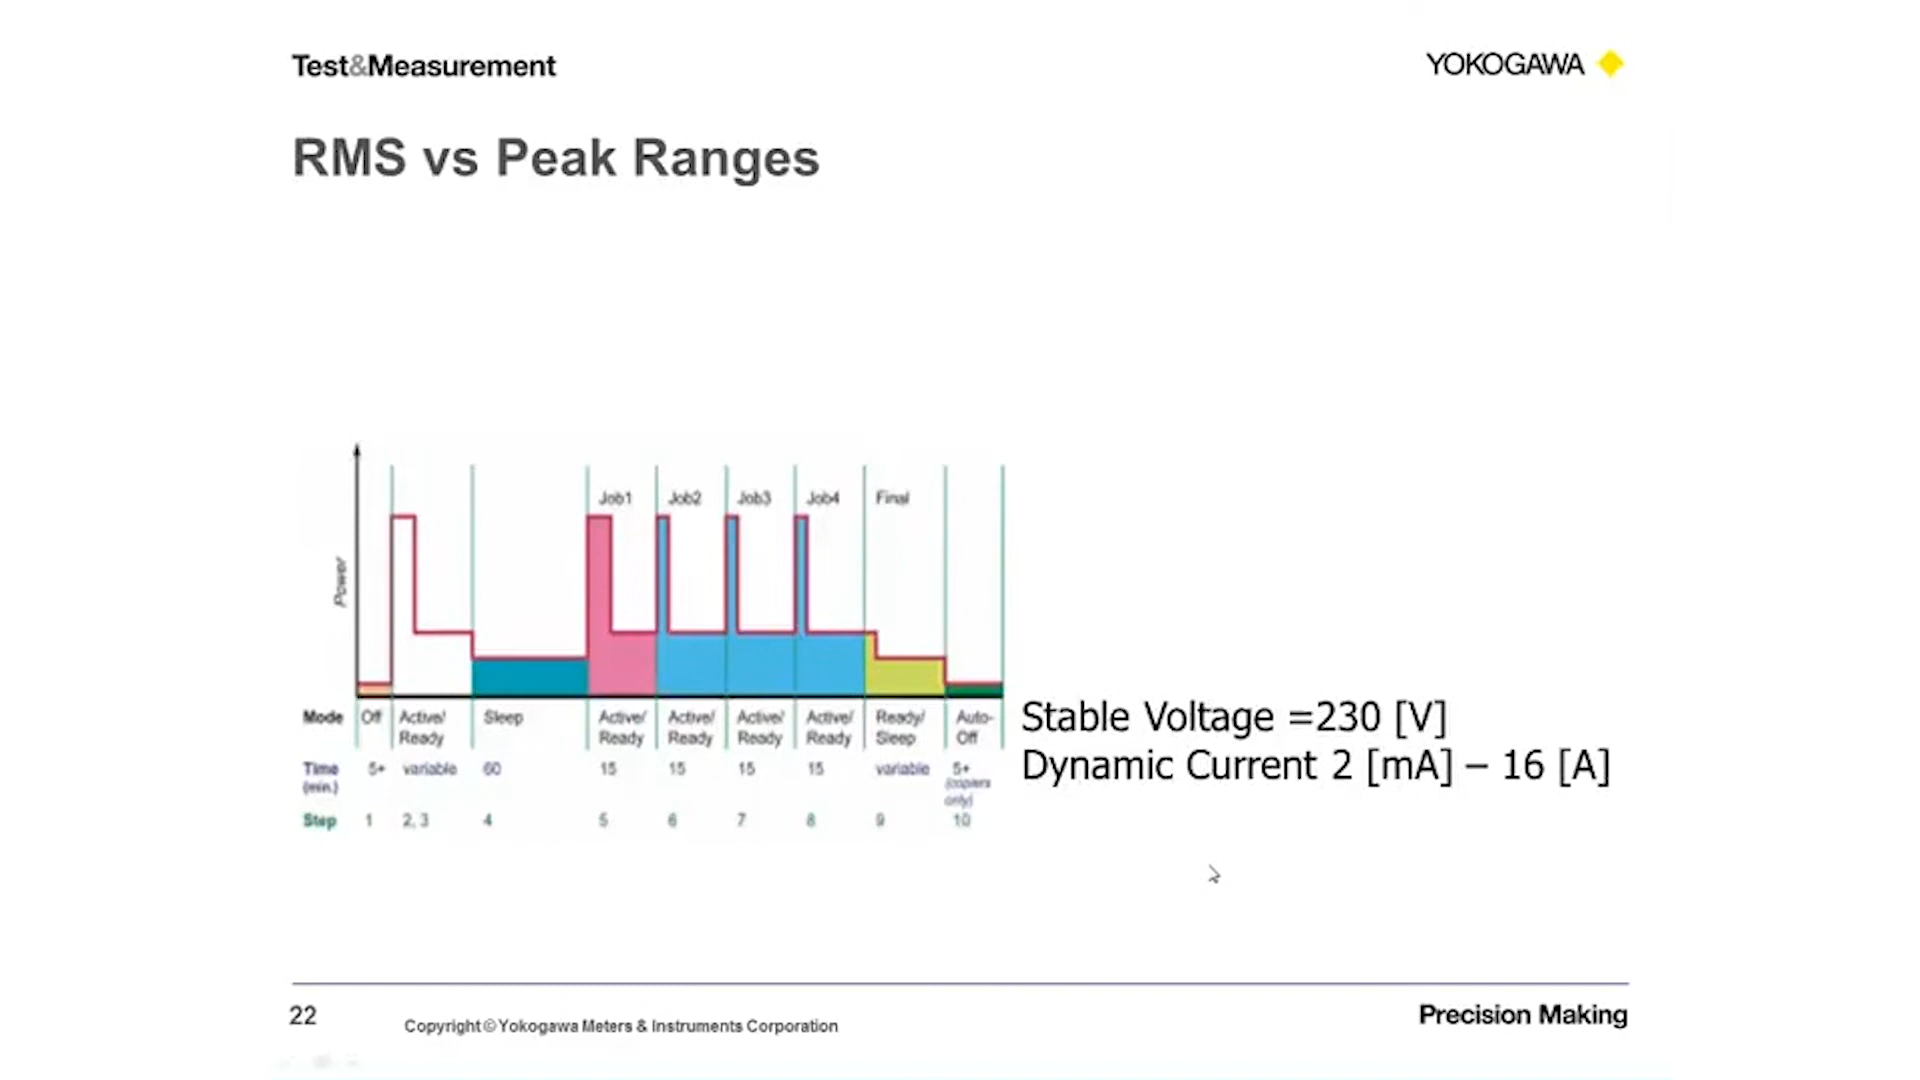 Test&Measurement
YOKOGAWA
RMS vs Peak Ranges
Power
Job1 Job2 Job3 Job4 Final
Mode Off Active/ Sleep Active/ Active/ Active/ Active/ Ready/ Auto-
Ready Ready Ready Ready Ready Sleep Off
Time 5+ variable 60 15 15 15 15 variable 5+
(min.) (copiers
only)
Step 1 2, 3 4 5 6 7 8 9 10
Stable Voltage =230 [V]
Dynamic Current 2 [mA] – 16 [A]
22
Copyright © Yokogawa Meters & Instruments Corporation
Precision Making